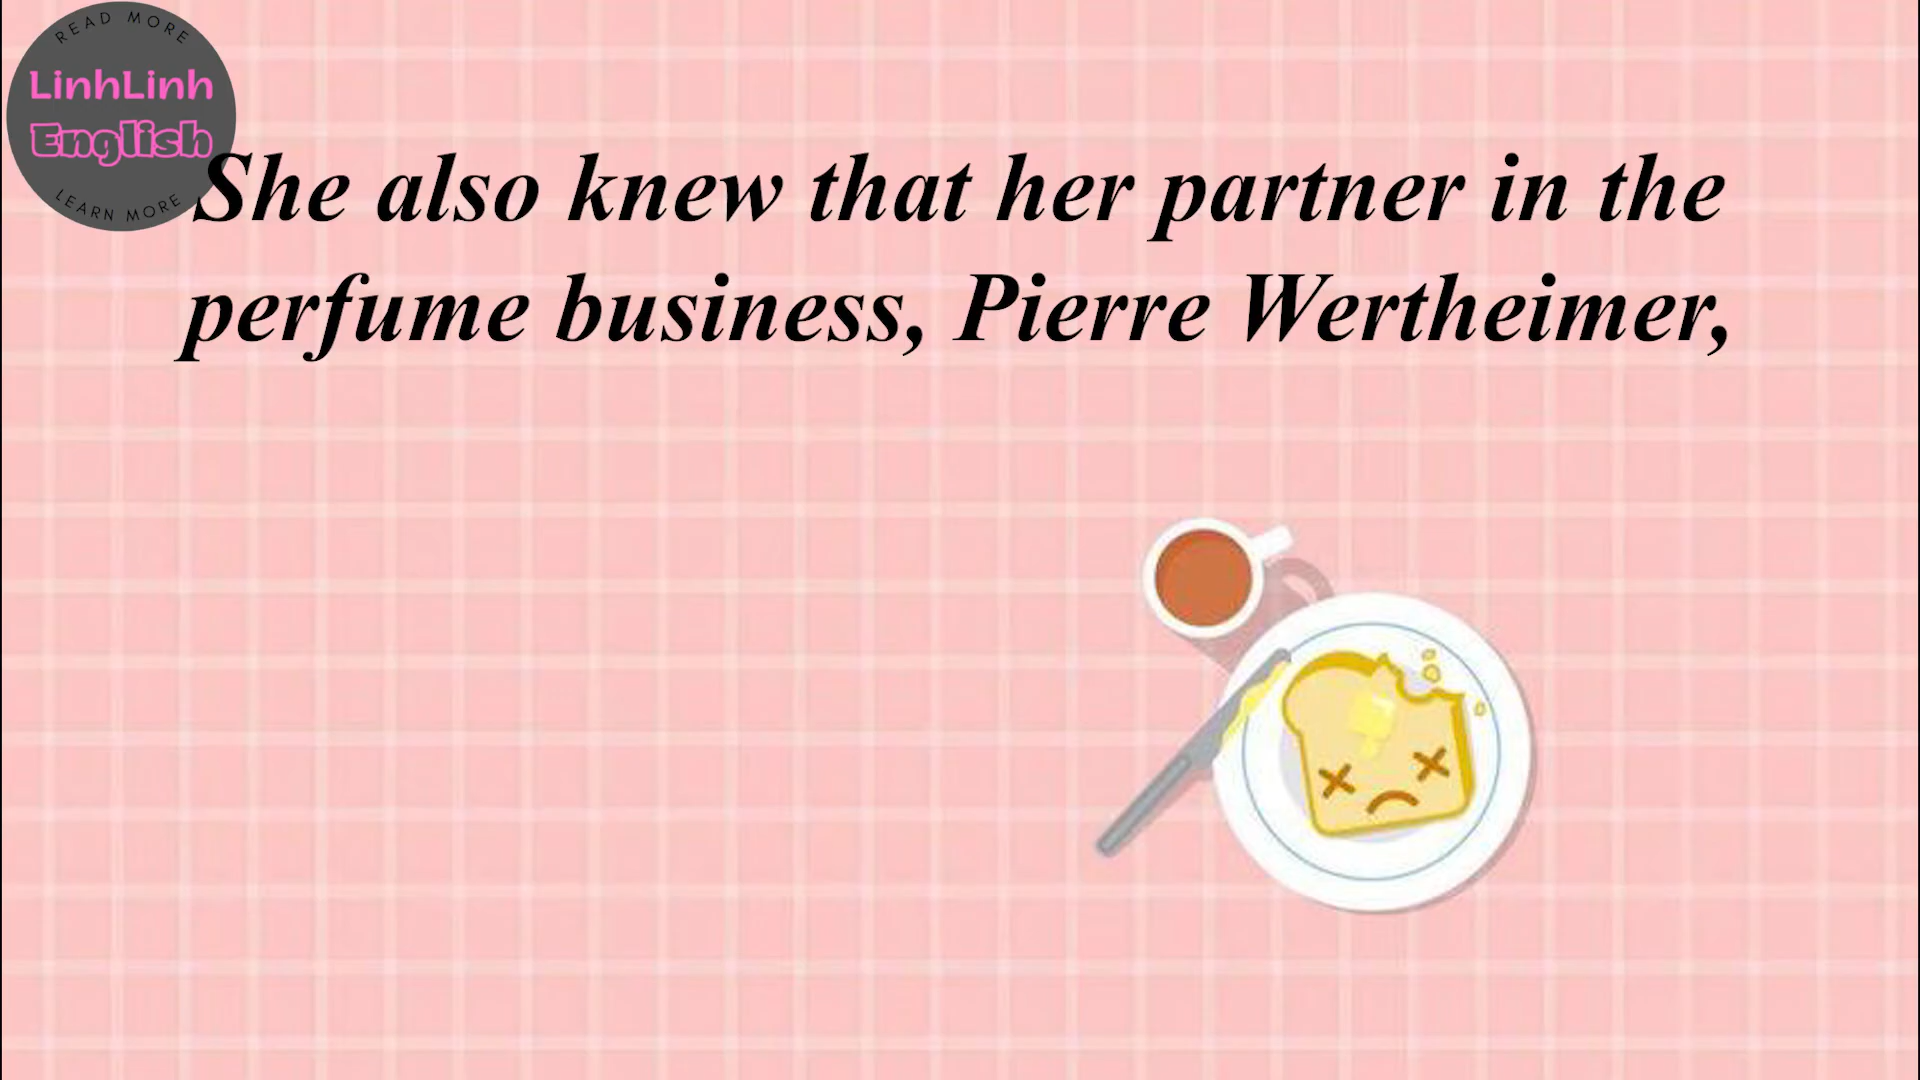 READ MORE
LinhLinh
English
LEARN MORE
She also knew that her partner in the
perfume business, Pierre Wertheimer,